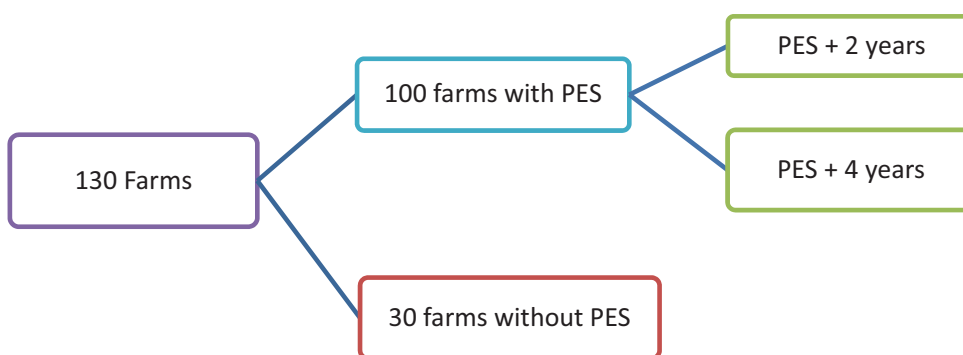 130 Farms
100 farms with PES
30 farms without PES
PES + 2 years
PES + 4 years